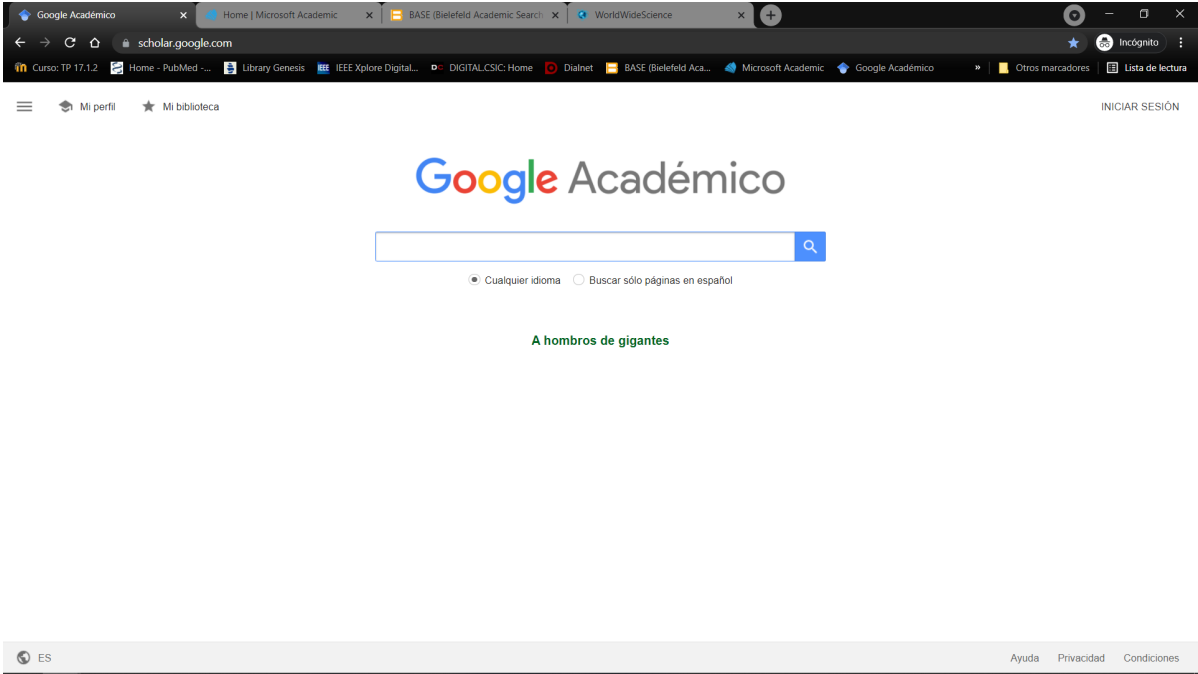 Google Académico
Home | Microsoft Academic
BASE (Bielefeld Academic Search
WorldWideScience
scholar.google.com
Incógnito
Curso: TP 17.1.2
Home - PubMed -...
Library Genesis
IEEE IEEE Xplore Digital...
DIGITAL.CSIC: Home
Dialnet
BASE (Bielefeld Aca...
Microsoft Academic
Google Académico
»
Otros marcadores
Lista de lectura
Mi perfil
Mi biblioteca
INICIAR SESIÓN
Google Académico
Cualquier idioma
Buscar sólo páginas en español
A hombros de gigantes
ES
Ayuda
Privacidad
Condiciones